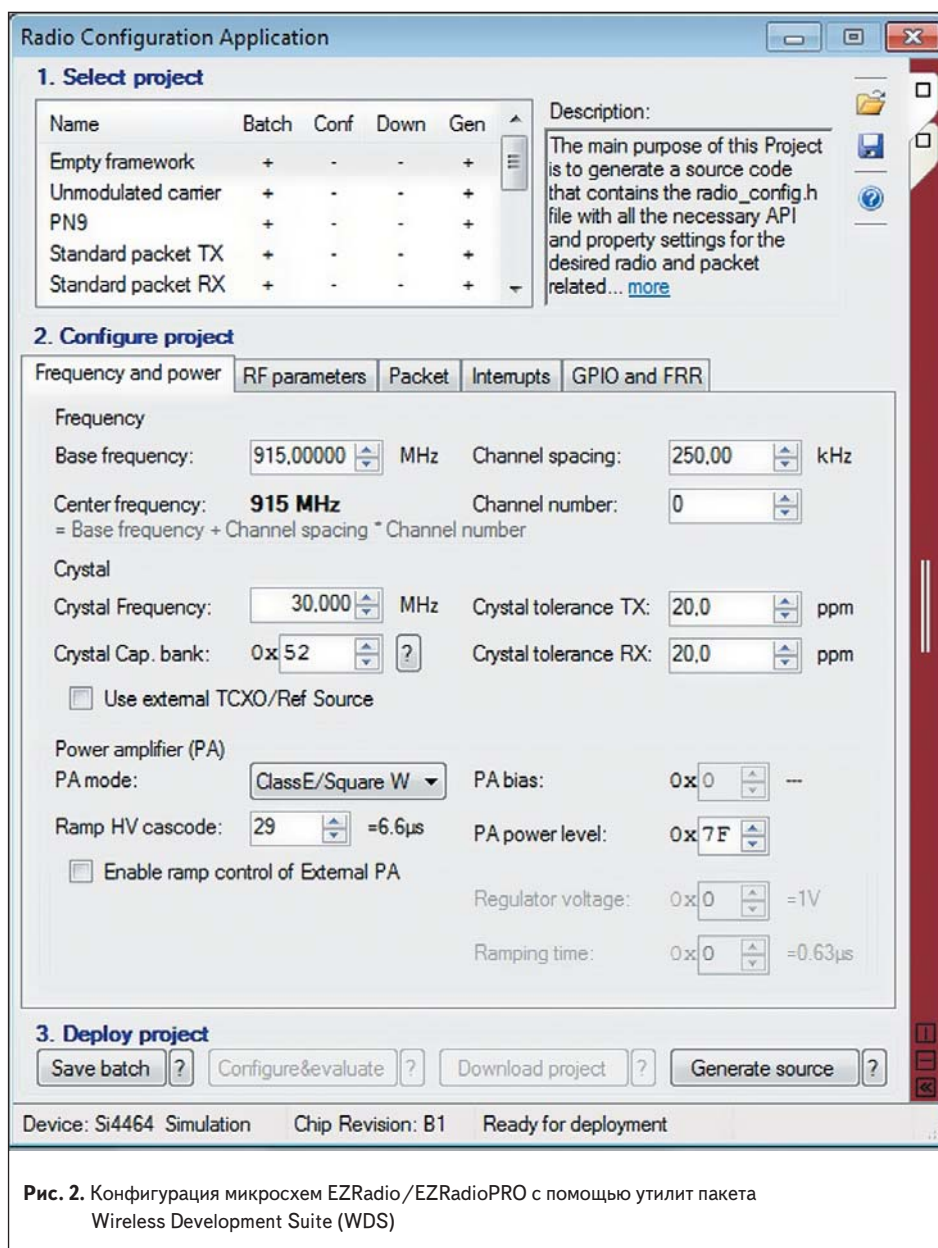 Radio Configuration Application
1. Select project
Name Batch Conf Down Gen
Empty framework + - - +
Unmodulated carrier + - - +
PN9 + - - +
Standard packet TX + - - +
Standard packet RX + - - +
Description:
The main purpose of this Project
is to generate a source code
that contains the radio_config.h
file with all the necessary API
and property settings for the
desired radio and packet
related... more
2. Configure project
Frequency and power RF parameters Packet Interrupts GPIO and FRR
Frequency
Base frequency: 915,00000 MHz Channel spacing: 250,00 kHz
Center frequency: 915 MHz Channel number: 0
= Base frequency + Channel spacing * Channel number
Crystal
Crystal Frequency: 30,000 MHz Crystal tolerance TX: 20,0 ppm
Crystal Cap. bank: 0x 52 ? Crystal tolerance RX: 20,0 ppm
Use external TCXO/Ref Source
Power amplifier (PA)
PA mode: ClassE/Square W PA bias: 0x 0 ---
Ramp HV cascode: 29 =6.6µs PA power level: 0x 7F
Enable ramp control of External PA
Regulator voltage: 0x 0 =1V
Ramping time: 0x 0 =0.63µs
3. Deploy project
Save batch ? Configure&evaluate ? Download project ? Generate source ?
Device: Si4464 Simulation Chip Revision: B1 Ready for deployment
Рис. 2. Конфигурация микросхем EZRadio/EZRadioPRO с помощью утилит пакета
Wireless Development Suite (WDS)